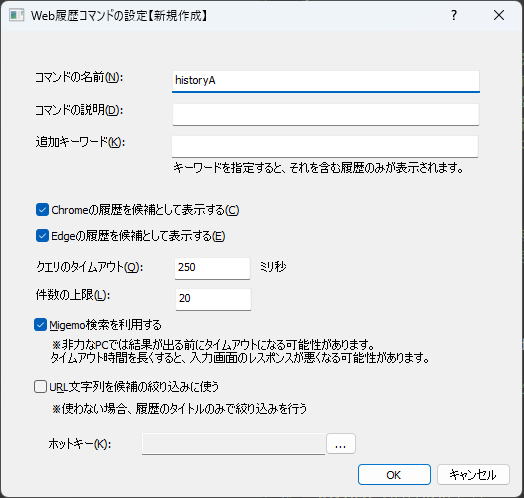 Web履歴コマンドの設定【新規作成】 ?
コマンドの名前(N): historyA
コマンドの説明(D):
追加キーワード(K):
キーワードを指定すると、それを含む履歴のみが表示されます。
Chromeの履歴を候補として表示する(C)
Edgeの履歴を候補として表示する(E)
クエリのタイムアウト(O): 250 ミリ秒
件数の上限(L): 20
Migemo検索を利用する
※非力なPCでは結果が出る前にタイムアウトになる可能性があります。
タイムアウト時間を長くすると、入力画面のレスポンスが悪くなる可能性があります。
URL文字列を候補の絞り込みに使う
※使わない場合、履歴のタイトルのみで絞り込みを行う
ホットキー(K): ...
OK キャンセル